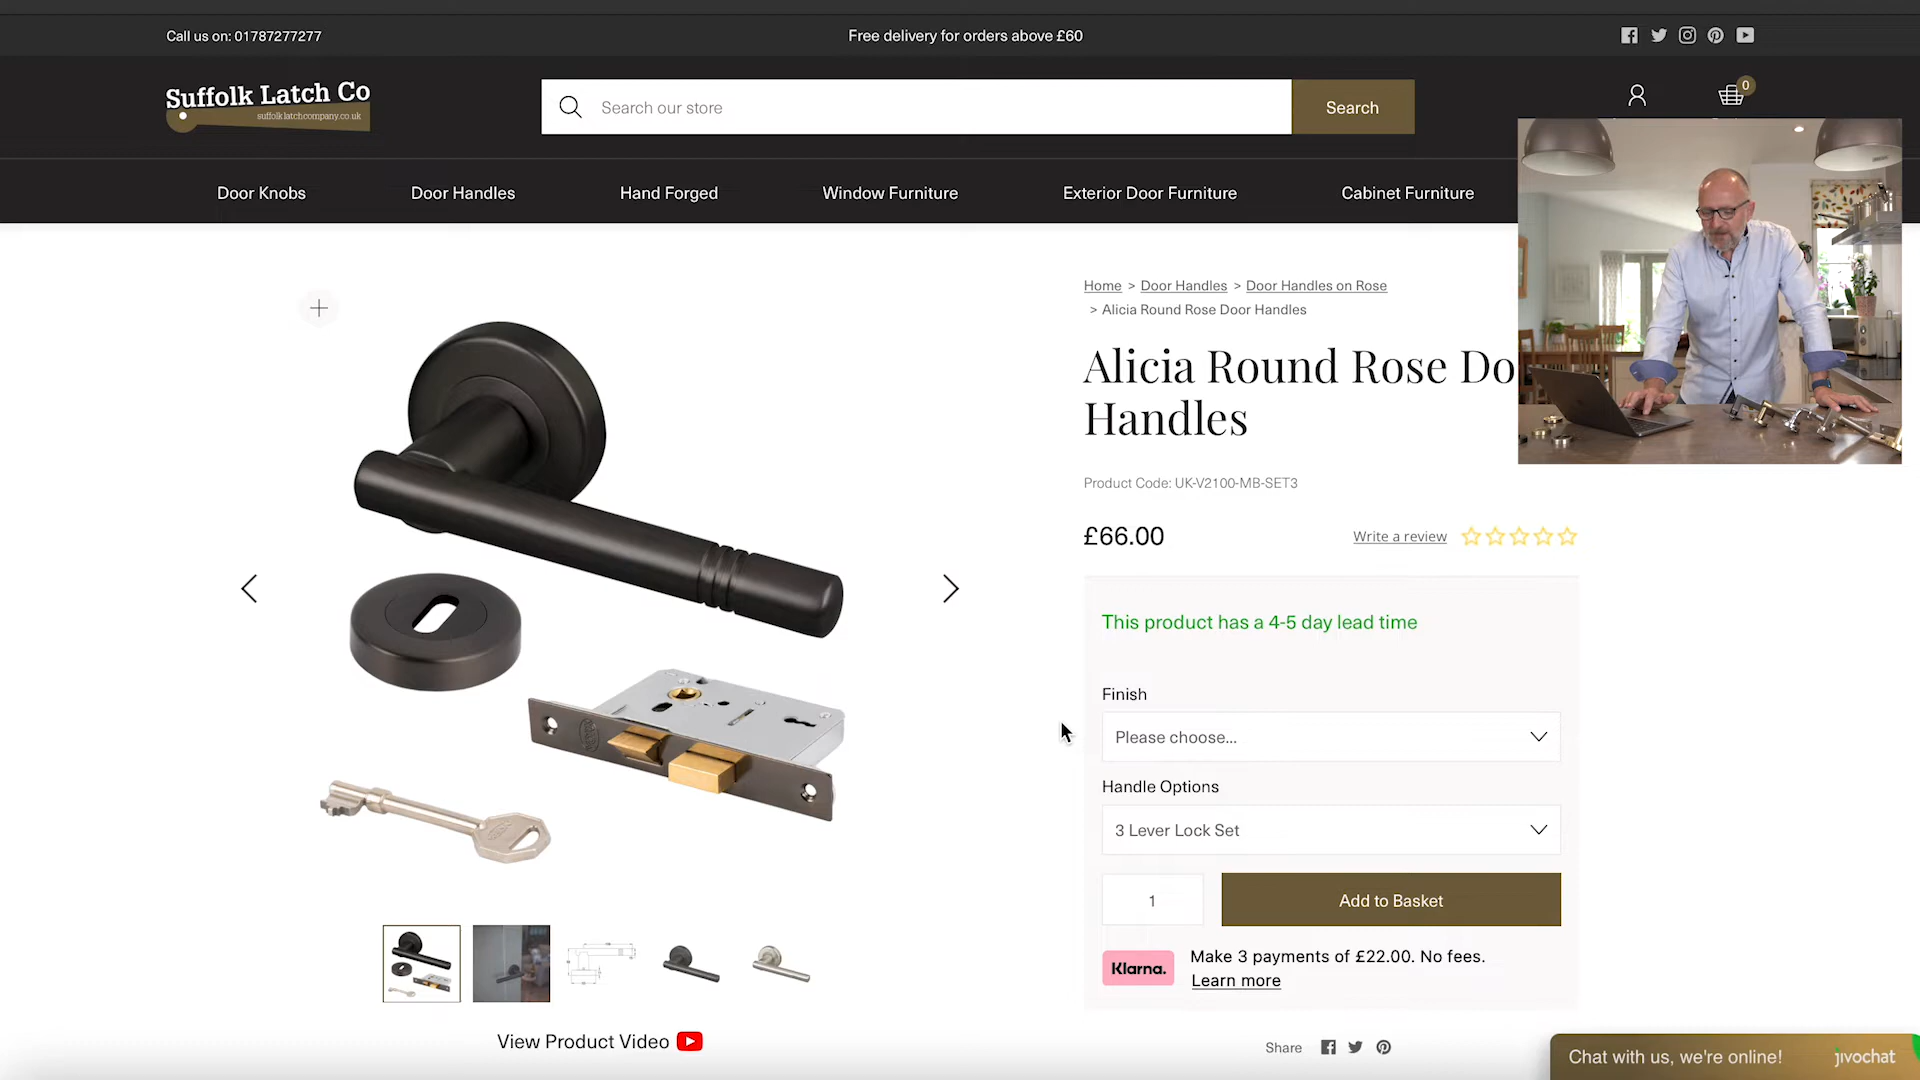 Call us on: 01787277277
Free delivery for orders above £60
Suffolk Latch Co
suffolklatchcompany.co.uk
Search our store
Search
0
Door Knobs
Door Handles
Hand Forged
Window Furniture
Exterior Door Furniture
Cabinet Furniture
Home > Door Handles > Door Handles on Rose
> Alicia Round Rose Door Handles
Alicia Round Rose Do
Handles
Product Code: UK-V2100-MB-SET3
£66.00
Write a review
This product has a 4-5 day lead time
Finish
Please choose...
Handle Options
3 Lever Lock Set
1
Add to Basket
Klarna.
Make 3 payments of £22.00. No fees.
Learn more
View Product Video
Share
Chat with us, we're online!
jivochat